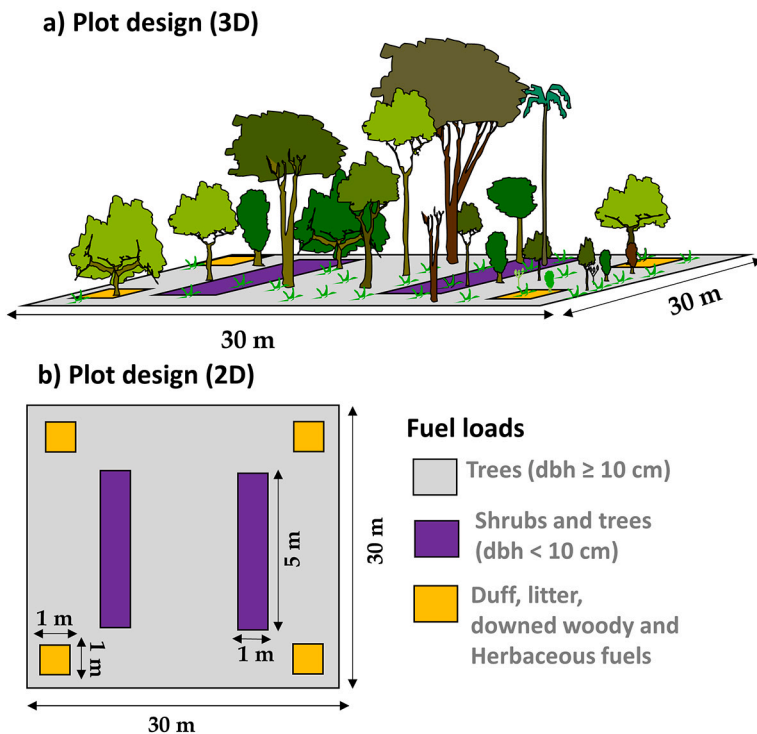 a) Plot design (3D)
30 m
30 m
b) Plot design (2D)
5 m
1 m
1 m
1 m
30 m
30 m
Fuel loads
Trees (dbh ≥ 10 cm)
Shrubs and trees
(dbh < 10 cm)
Duff, litter,
downed woody and
Herbaceous fuels